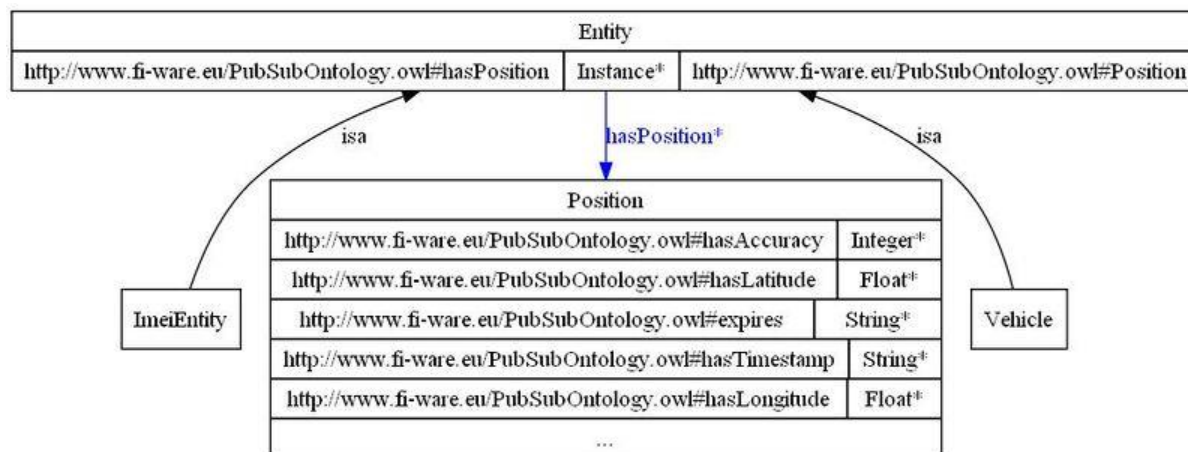 Entity
http://www.fi-ware.eu/PubSubOntology.owl#hasPosition Instance* http://www.fi-ware.eu/PubSubOntology.owl#Position
isa hasPosition* isa
Position
http://www.fi-ware.eu/PubSubOntology.owl#hasAccuracy Integer*
http://www.fi-ware.eu/PubSubOntology.owl#hasLatitude Float*
ImeiEntity http://www.fi-ware.eu/PubSubOntology.owl#expires String* Vehicle
http://www.fi-ware.eu/PubSubOntology.owl#hasTimestamp String*
http://www.fi-ware.eu/PubSubOntology.owl#hasLongitude Float*
...